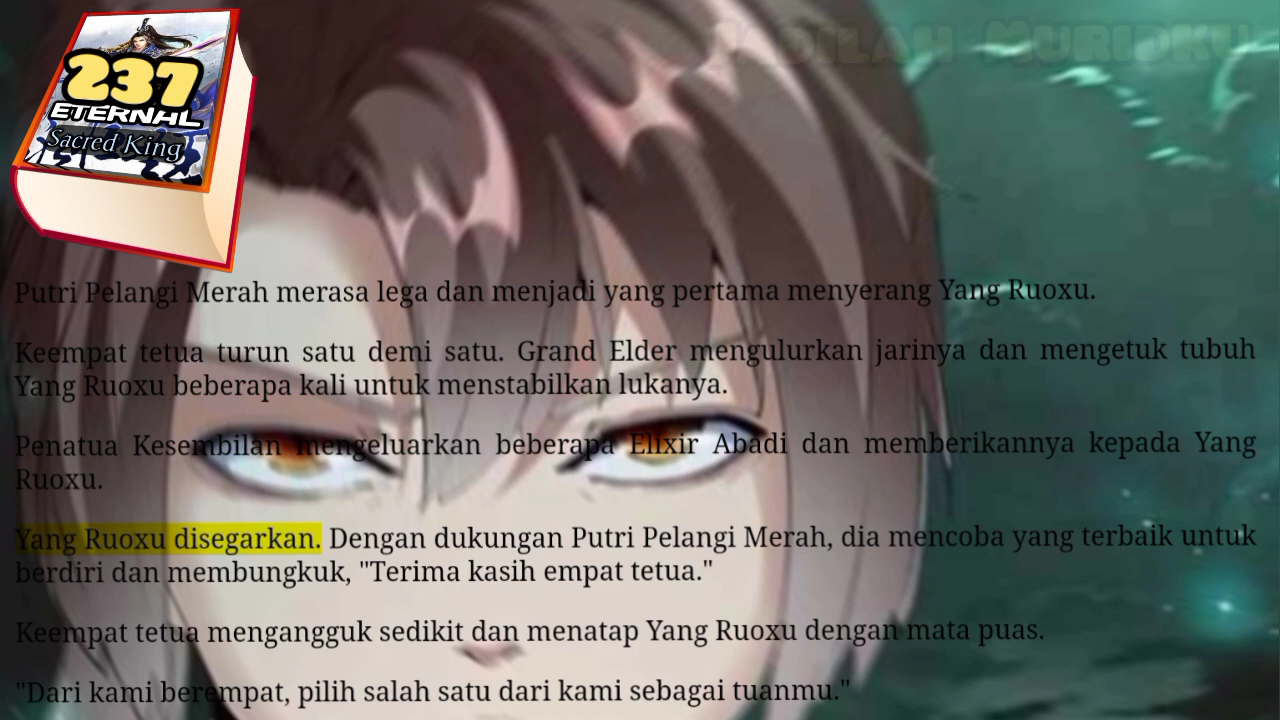 JADILAH MURIDKU
237
ETERNAL
Sacred King
Putri Pelangi Merah merasa lega dan menjadi yang pertama menyerang Yang Ruoxu.
Keempat tetua turun satu demi satu. Grand Elder mengulurkan jarinya dan mengetuk tubuh
Yang Ruoxu beberapa kali untuk menstabilkan lukanya.
Penatua Kesembilan mengeluarkan beberapa Elixir Abadi dan memberikannya kepada Yang
Ruoxu.
Yang Ruoxu disegarkan. Dengan dukungan Putri Pelangi Merah, dia mencoba yang terbaik untuk
berdiri dan membungkuk, "Terima kasih empat tetua."
Keempat tetua mengangguk sedikit dan menatap Yang Ruoxu dengan mata puas.
"Dari kami berempat, pilih salah satu dari kami sebagai tuanmu."